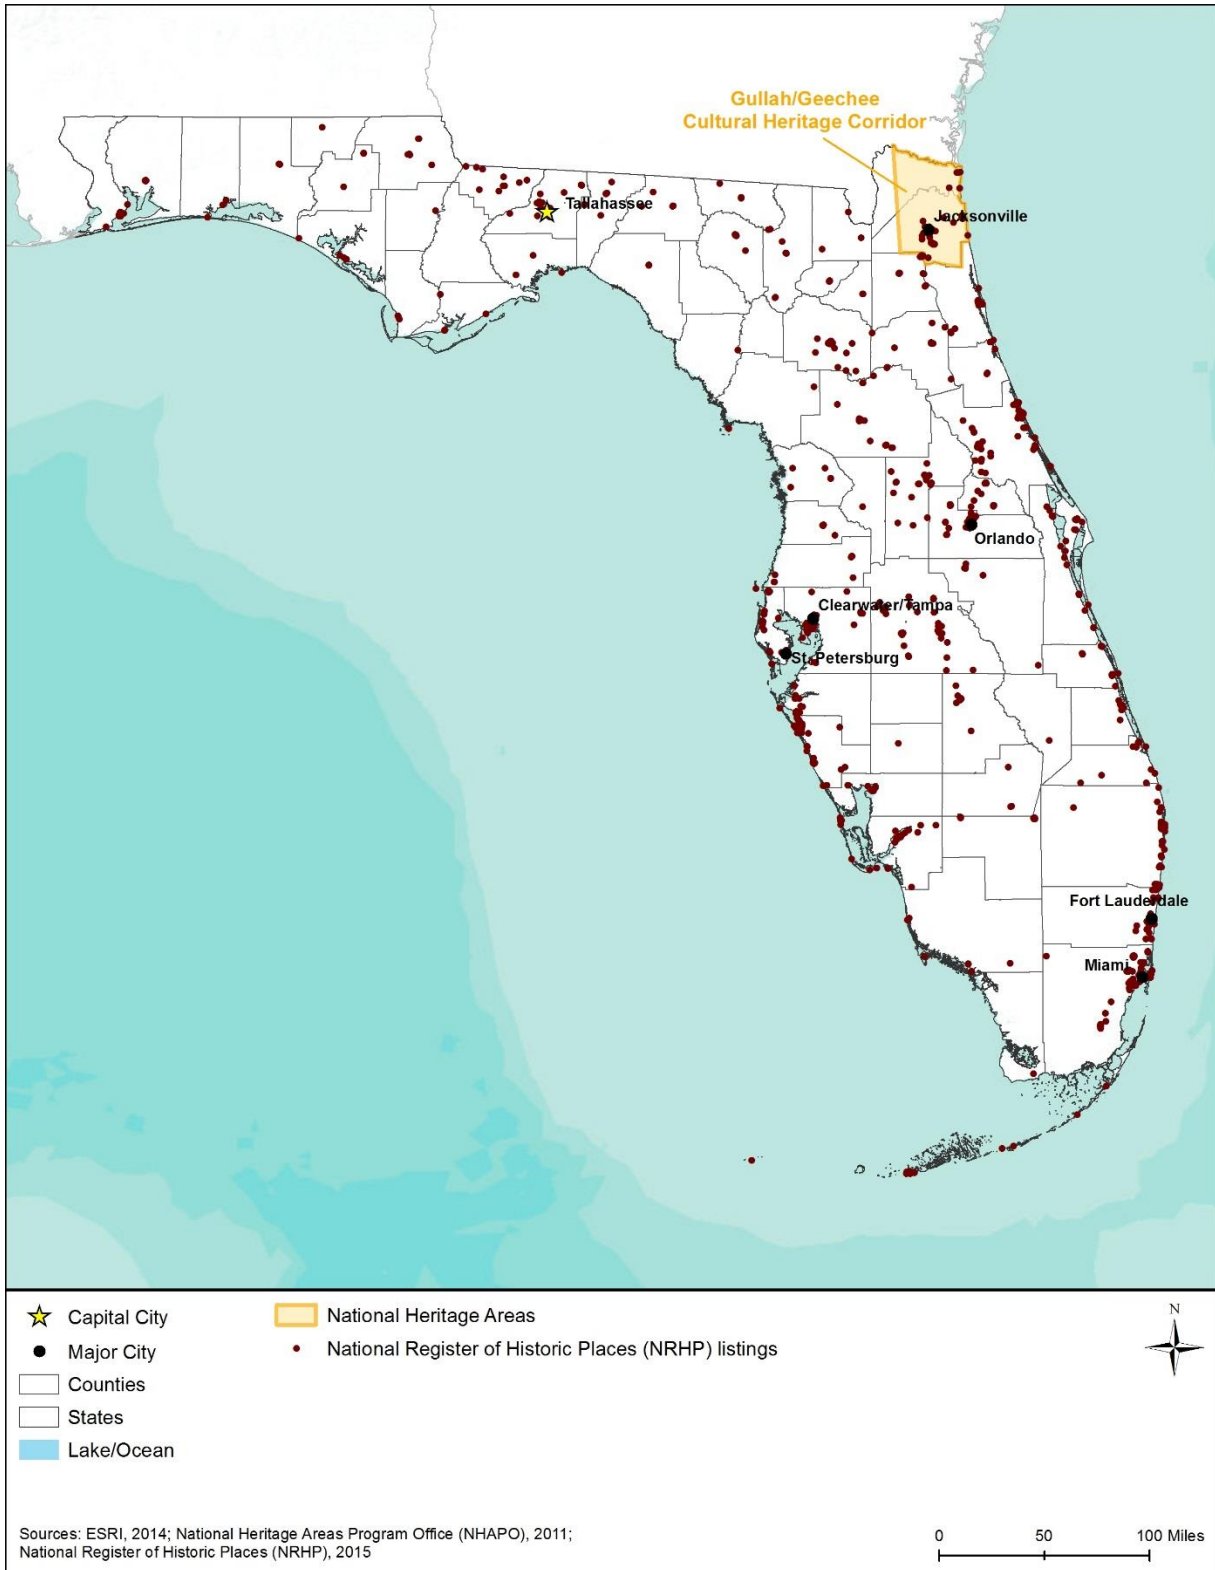 Gullah/Geechee
Cultural Heritage Corridor
Tallahassee
Jacksonville
Orlando
Clearwater/Tampa
St. Petersburg
Fort Lauderdale
Miami
Capital City
Major City
Counties
States
Lake/Ocean
National Heritage Areas
National Register of Historic Places (NRHP) listings
N
Sources: ESRI, 2014; National Heritage Areas Program Office (NHAPO), 2011;
National Register of Historic Places (NRHP), 2015
0 50 100 Miles